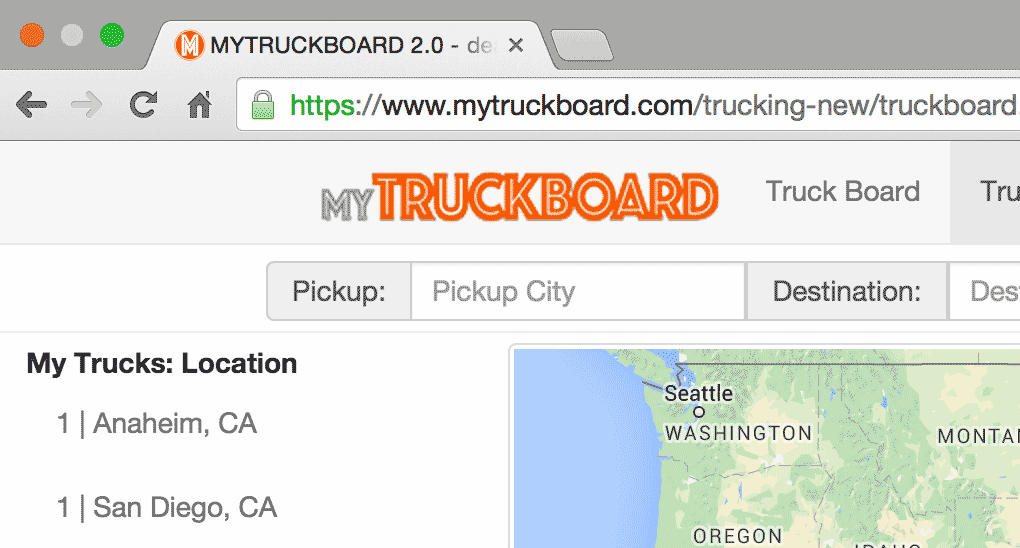 MYTRUCKBOARD 2.0 - de
https://www.mytruckboard.com/trucking-new/truckboard
MYTRUCKBOARD
Truck Board
Tru
Pickup:
Pickup City
Destination:
Des
My Trucks: Location
1 | Anaheim, CA
1 | San Diego, CA
Seattle
WASHINGTON
MONTAN
OREGON
IDAHO